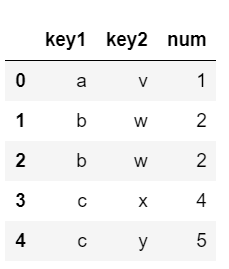 key1 key2 num
0 a v 1
1 b w 2
2 b w 2
3 c x 4
4 c y 5